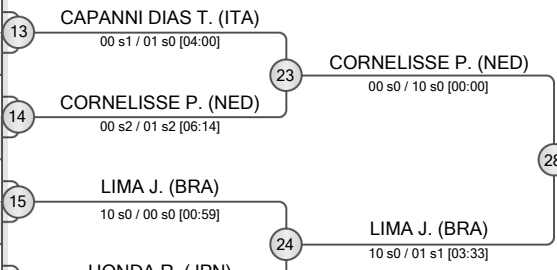 13
CAPANNI DIAS T. (ITA)
00 s1 / 01 s0 [04:00]
23
CORNELISSE P. (NED)
00 s0 / 10 s0 [00:00]
14
CORNELISSE P. (NED)
00 s2 / 01 s2 [06:14]
28
15
LIMA J. (BRA)
10 s0 / 00 s0 [00:59]
24
LIMA J. (BRA)
10 s0 / 01 s1 [03:33]
HONDA R. (JPN)